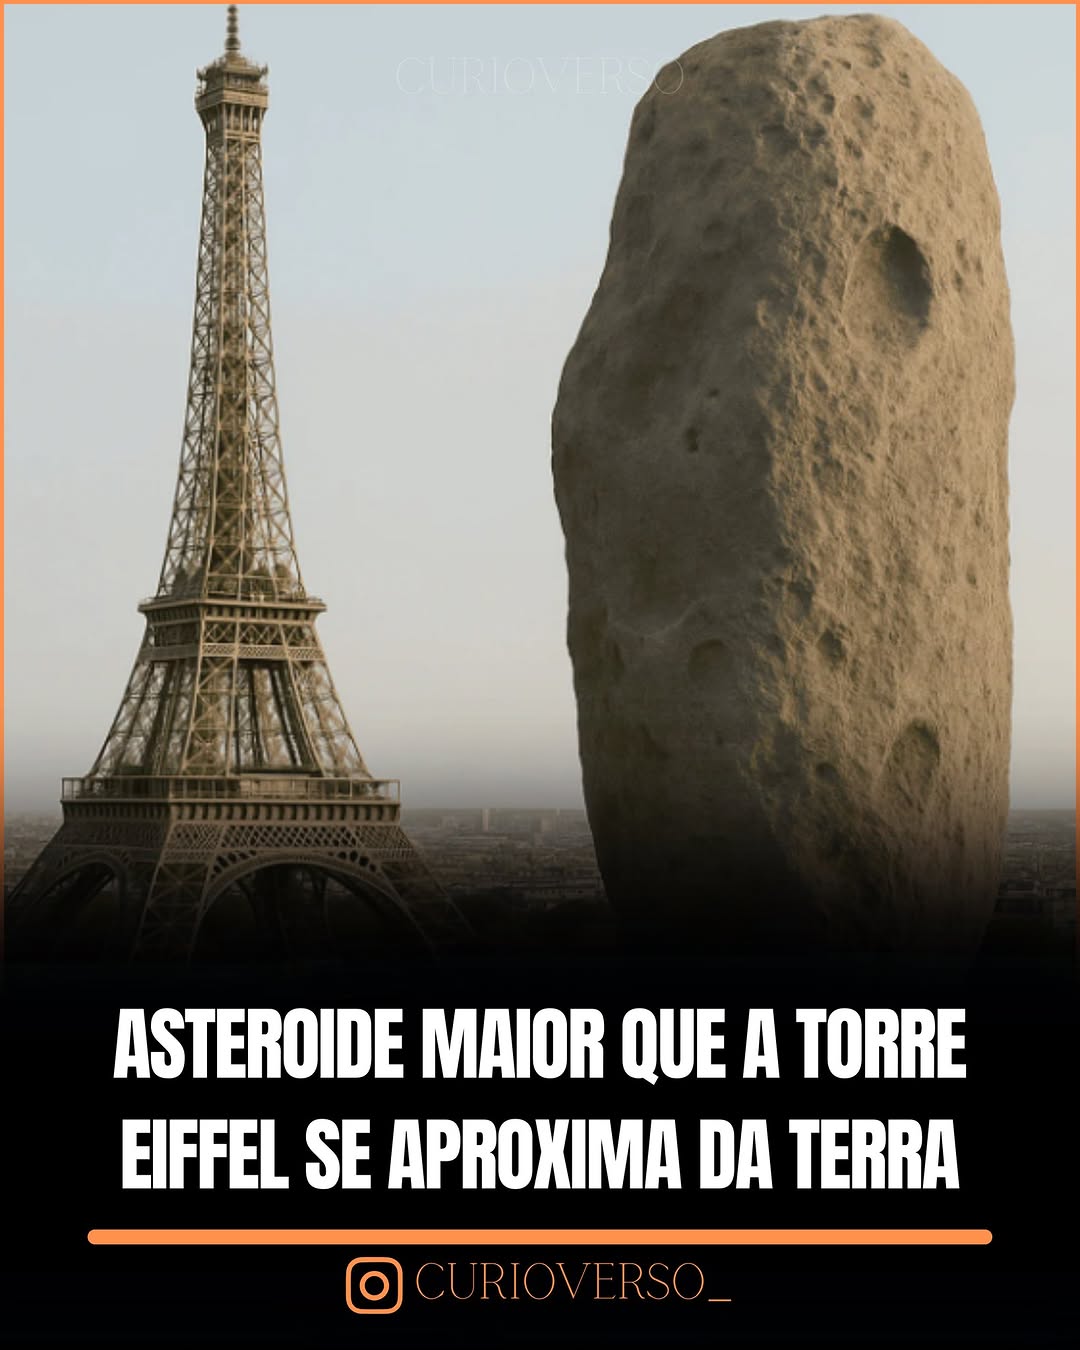 CURIOVERSO
ASTEROIDE MAIOR QUE A TORRE
EIFFEL SE APROXIMA DA TERRA
CURIOVERSO_